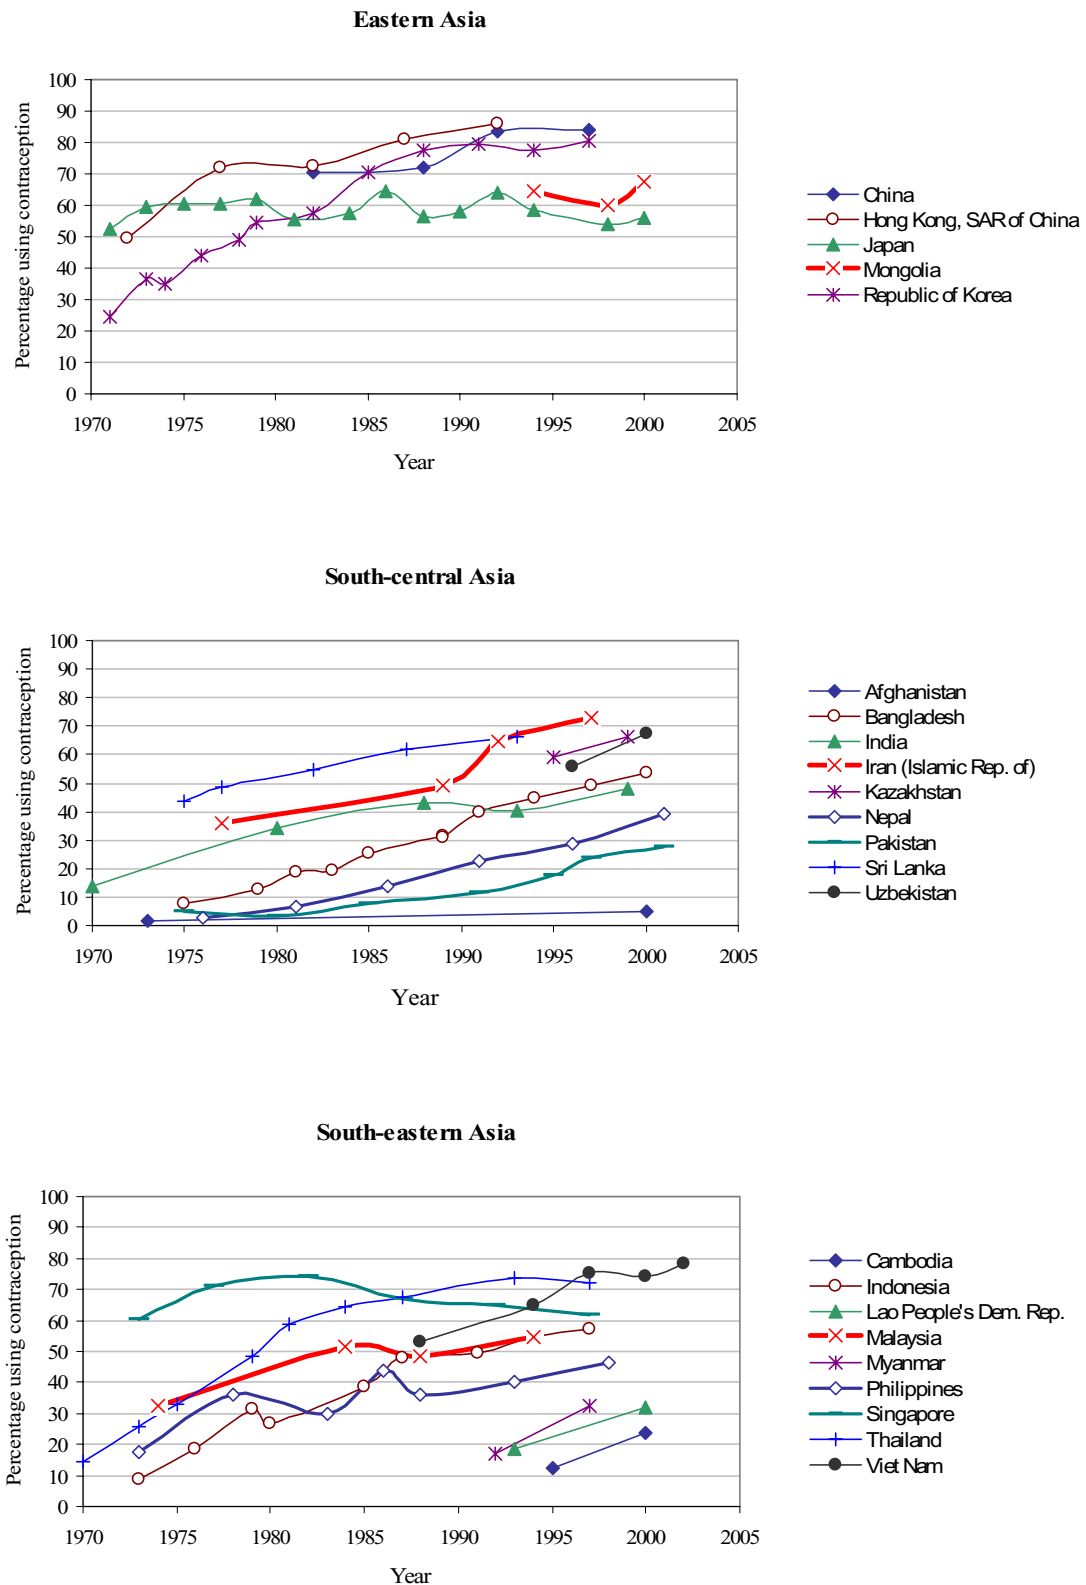 Eastern Asia
100
90
80
70
60
50
40
30
20
10
0
Percentage using contraception
1970 1975 1980 1985 1990 1995 2000 2005
Year
China
Hong Kong, SAR of China
Japan
Mongolia
Republic of Korea
South-central Asia
100
90
80
70
60
50
40
30
20
10
0
Percentage using contraception
1970 1975 1980 1985 1990 1995 2000 2005
Year
Afghanistan
Bangladesh
India
Iran (Islamic Rep. of)
Kazakhstan
Nepal
Pakistan
Sri Lanka
Uzbekistan
South-eastern Asia
100
90
80
70
60
50
40
30
20
10
0
Percentage using contraception
1970 1975 1980 1985 1990 1995 2000 2005
Year
Cambodia
Indonesia
Lao People's Dem. Rep.
Malaysia
Myanmar
Philippines
Singapore
Thailand
Viet Nam